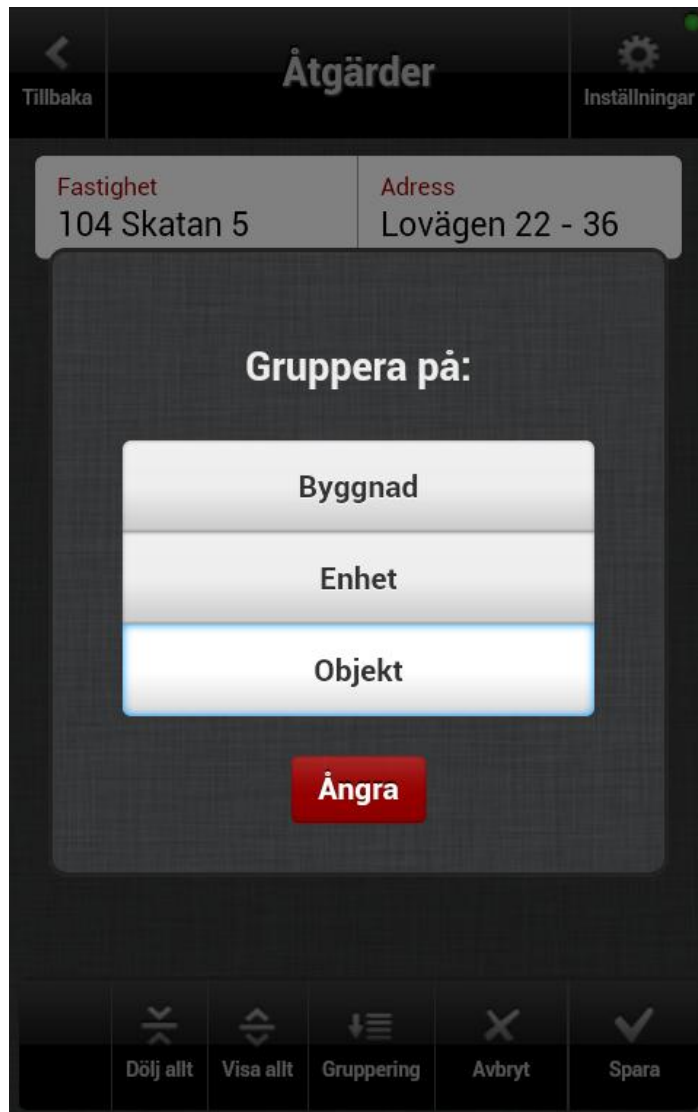 Tillbaka
Åtgärder
Inställningar
Fastighet
104 Skatan 5
Adress
Lovägen 22 - 36
Gruppera på:
Byggnad
Enhet
Objekt
Ångra
Dölj allt
Visa allt
Gruppering
Avbryt
Spara